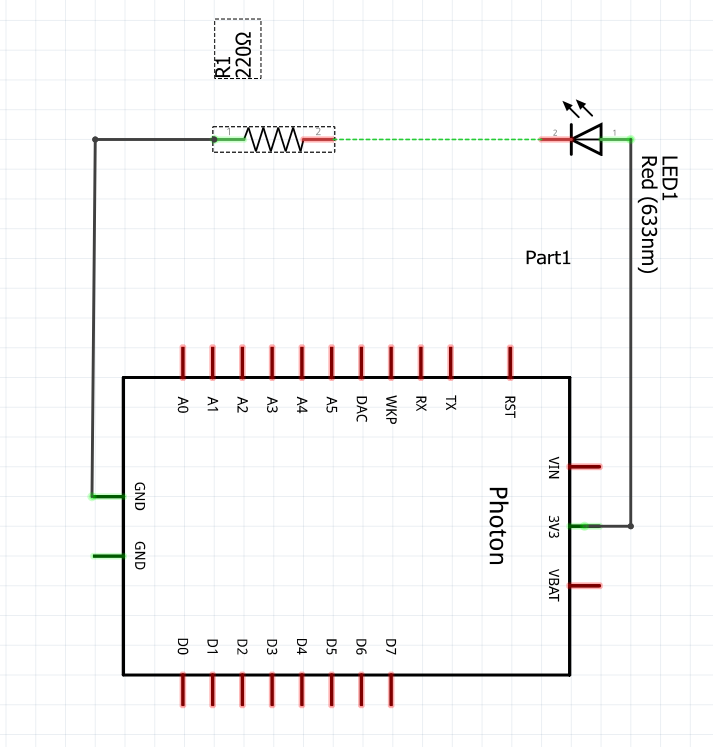 R1
220Ω
1
2
2
1
LED1
Red (633nm)
Part1
A0 A1 A2 A3 A4 A5 DAC WKP RX TX RST
VIN
GND
Photon
3V3
GND
VBAT
D0 D1 D2 D3 D4 D5 D6 D7